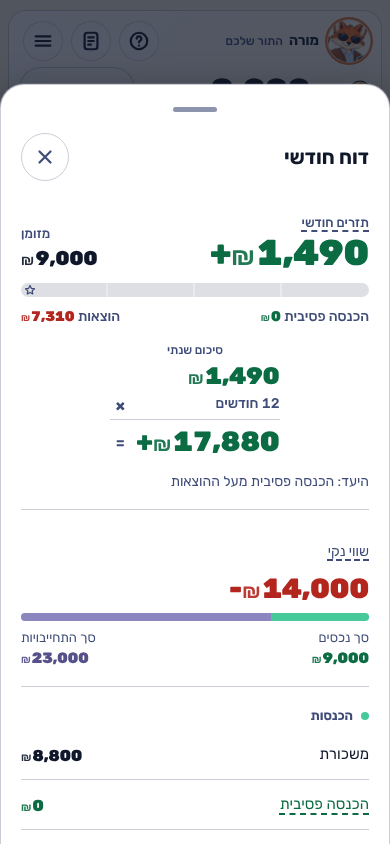 מורה התור שלכם
דוח חודשי
תזרים חודשי
+₪1,490
מזומן
₪9,000
הכנסה פסיבית ₪0
הוצאות ₪7,310
סיכום שנתי
₪1,490
12 חודשים ×
+₪17,880 =
היעד: הכנסה פסיבית מעל ההוצאות
שווי נקי
-₪14,000
סך נכסים סך התחייבויות
₪9,000 ₪23,000
הכנסות
משכורת ₪8,800
הכנסה פסיבית ₪0